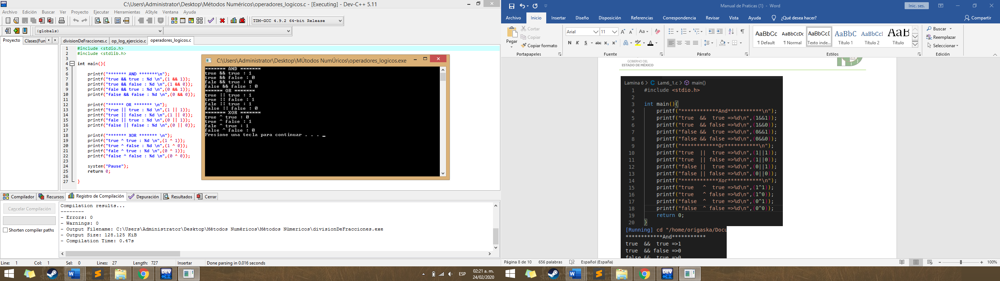 C:\Users\Administrator\Desktop\Métodos Numéricos\operadores_logicos.c - [Executing] - Dev-C++ 5.11
Archivo Edición Buscar Ver Proyecto Ejecutar Herramientas AStyle Ventana Ayuda
TDM-GCC 4.9.2 64-bit Release
(globals)
Proyecto Clases(Fun divisionDeFracciones.c op_log_ejercicio.c operadores_logicos.c
1 #include <stdio.h>
2 #include <stdlib.h>
3
4 int main(){
5
6 printf("******* AND *******\n");
7 printf("true && true : %d \n",(1 && 1));
8 printf("true && false : %d \n",(1 && 0));
9 printf("fale && true : %d \n",(0 && 1));
10 printf("false && false : %d \n",(0 && 0));
11
12 printf("****** OR ******* \n");
13 printf("true || true : %d \n",(1 || 1));
14 printf("true || false : %d \n",(1 || 0));
15 printf("fale || true : %d \n",(0 || 1));
16 printf("false || false : %d \n",(0 || 0));
17
18 printf("******* XOR ******* \n");
19 printf("true ^ true : %d \n",(1 ^ 1));
20 printf("true ^ false : %d \n",(1 ^ 0));
21 printf("fale ^ true : %d \n",(0 ^ 1));
22 printf("false ^ false : %d \n",(0 ^ 0));
23
24 system("Pause");
25 return 0;
26
27 }
C:\Users\Administrator\Desktop\MÚtodos NumÚricos\operadores_logicos.exe
******* AND *******
true && true : 1
true && false : 0
fale && true : 0
false && false : 0
****** OR *******
true || true : 1
true || false : 1
fale || true : 1
false || false : 0
******* XOR *******
true ^ true : 0
true ^ false : 1
fale ^ true : 1
false ^ false : 0
Presione una tecla para continuar . . . _
Compilador Recursos Registro de Compilación Depuración Resultados Cerrar
Cancelar Compilación
Shorten compiler paths
Compilation results...
--------
- Errors: 0
- Warnings: 0
- Output Filename: C:\Users\Administrator\Desktop\Métodos Numéricos\Mètodos Nùmericos\divisionDeFracciones.exe
- Output Size: 128.125 KiB
- Compilation Time: 0.47s
Line: 1 Col: 1 Sel: 0 Lines: 27 Length: 727 Insertar Done parsing in 0.016 seconds
ESP 02:21 a. m.
24/02/2020
Manual de Praticas (1) - Word Inic. ses.
Archivo Inicio Insertar Diseño Disposición Referencias Correspondencia Revisar Vista Ayuda ¿Qué desea hacer? Compartir
Pegar
Cortar
Copiar
Copiar formato
Portapapeles
Arial 11
N K S abc x₂ x²
Fuente
Párrafo
AaBbCc AaBbCcDc AaBbCcD AaBbC AaBbCcI AaB
¶ Default ¶ Normal Texto inde... Título 1 Título 2 Título
Estilos
Buscar
Reemplazar
Seleccionar
Edición
GOBIERNO DEL
ESTADO DE MÉXICO
Lamina 6 > C Lam6_1.c > main()
1 #include <stdio.h>
2
3 int main(){
4 printf("************And***********\n");
5 printf("true  &&  true =>%d\n",(1&&1));
6 printf("true  && false =>%d\n",(1&&0));
7 printf("false &&  true =>%d\n",(0&&1));
8 printf("false && false =>%d\n",(0&&0));
9 printf("************Or***********\n");
10 printf("true  ||  true =>%d\n",(1||1));
11 printf("true  || false =>%d\n",(1||0));
12 printf("false ||  true =>%d\n",(0||1));
13 printf("false || false =>%d\n",(0||0));
14 printf("************Xor***********\n");
15 printf("true   ^  true =>%d\n",(1^1));
16 printf("true   ^ false =>%d\n",(1^0));
17 printf("false  ^  true =>%d\n",(0^1));
18 printf("false  ^ false =>%d\n",(0^0));
19 return 0;
20 }
[Running] cd "/home/origaska/Docu
************And***********
true  &&  true =>1
true  && false =>0
false &&  true =>0
Página 8 de 10 656 palabras Español (España) 100%